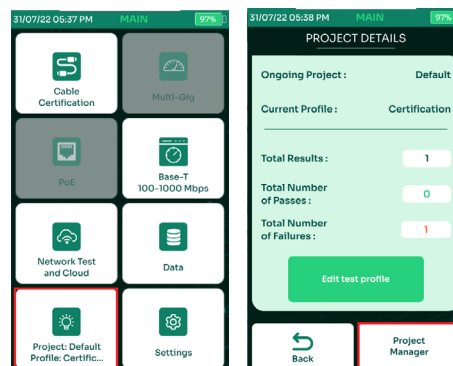 31/07/22 05:37 PM MAIN 97%
Cable
Certification
Multi-Gig
PoE
Base-T
100-1000 Mbps
Network Test
and Cloud
Data
Project: Default
Profile: Certific...
Settings
31/07/22 05:38 PM MAIN 97%
PROJECT DETAILS
Ongoing Project : Default
Current Profile : Certification
Total Results : 1
Total Number
of Passes : 0
Total Number
of Failures : 1
Edit test profile
Back
Project
Manager